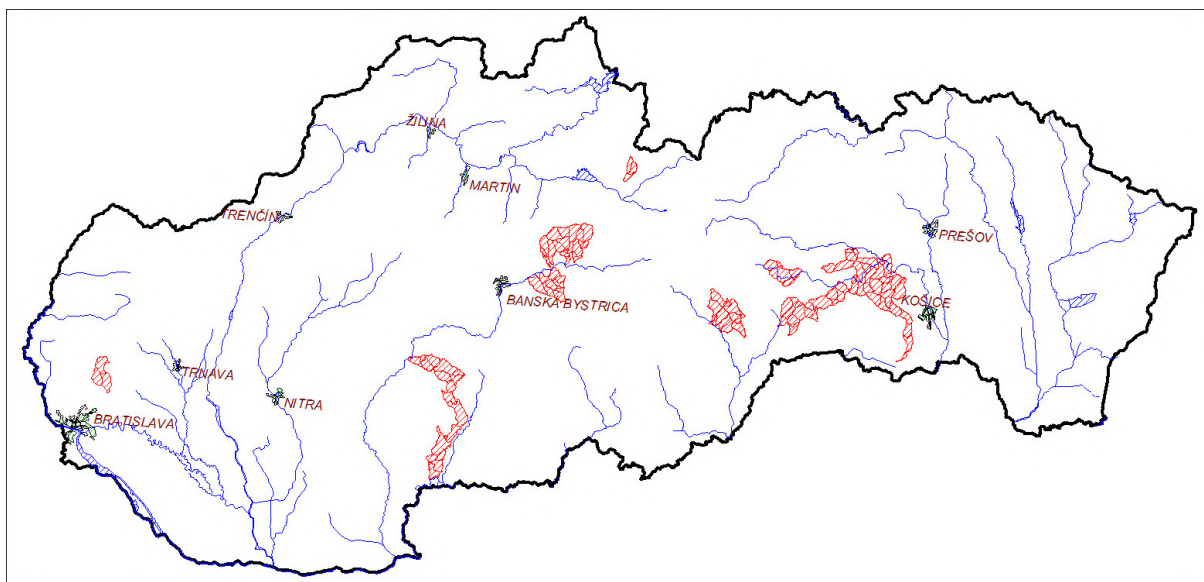 ŽILINA
MARTIN
TRENČÍN
PREŠOV
BANSKÁ BYSTRICA
KOŠICE
TRNAVA
NITRA
BRATISLAVA